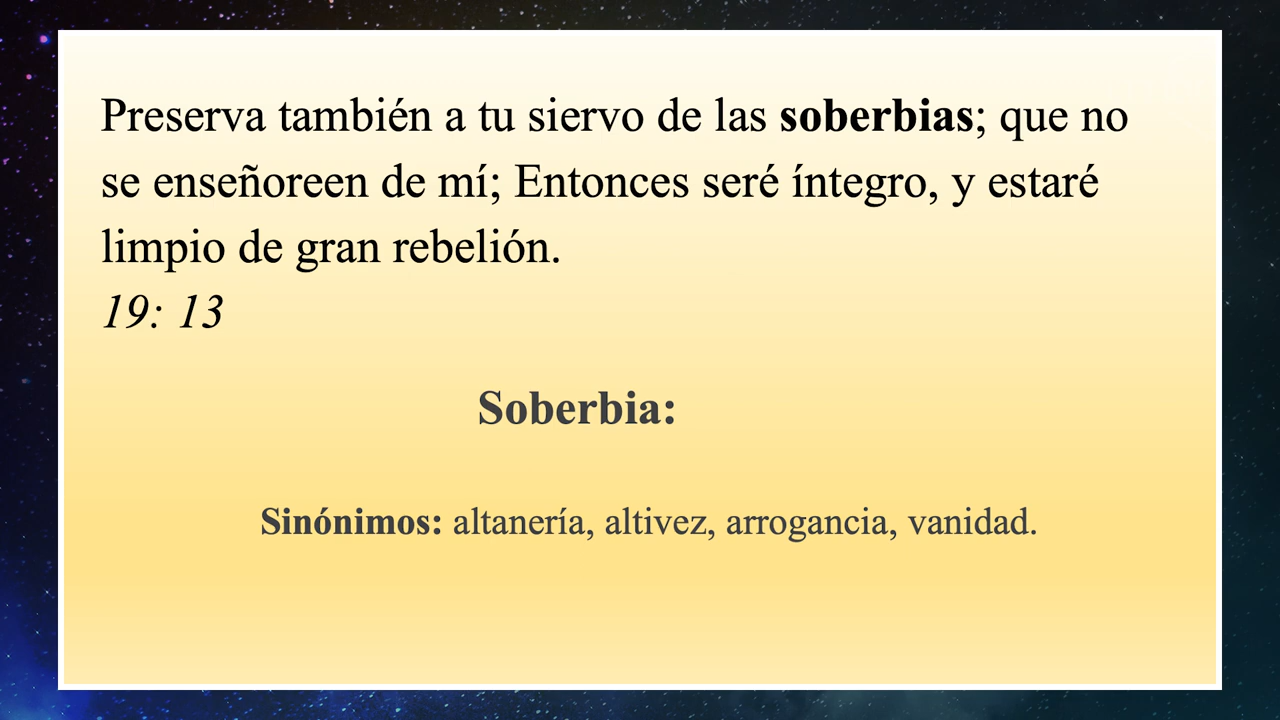 Preserva también a tu siervo de las soberbias; que no
se enseñoreen de mí; Entonces seré íntegro, y estaré
limpio de gran rebelión.
19: 13
Soberbia:
Sinónimos: altanería, altivez, arrogancia, vanidad.